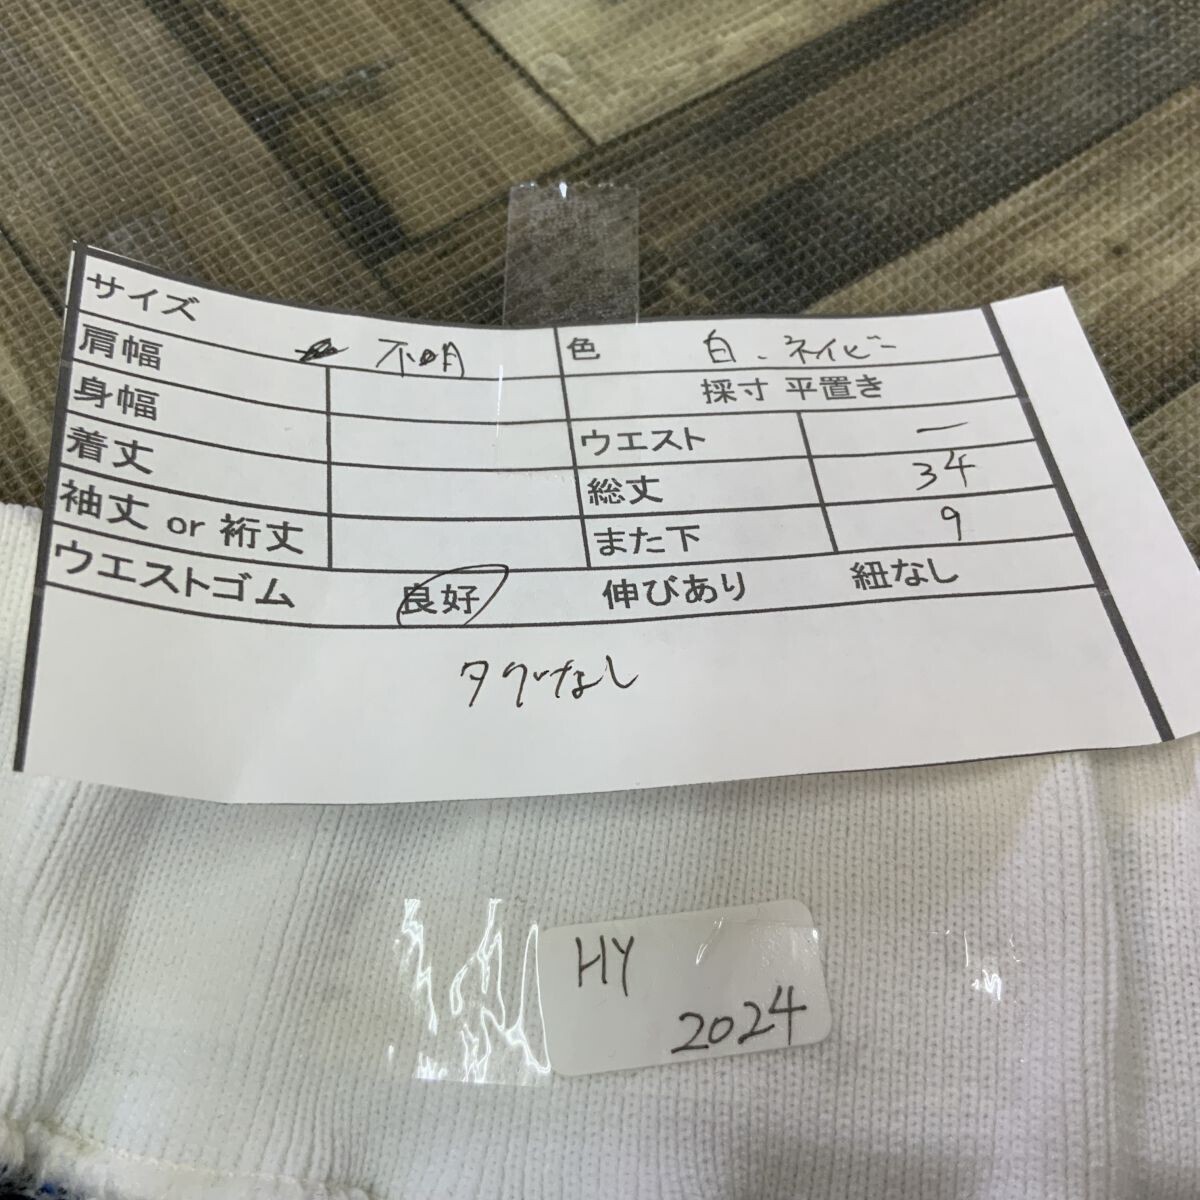 サイズ 不明 色 白、ネイビー
肩幅 採寸 平置き
身幅 ウエスト ー
着丈 総丈 34
袖丈 or 裄丈 また下 9
ウエストゴム 良好 伸びあり 紐なし
タグなし
HY
2024